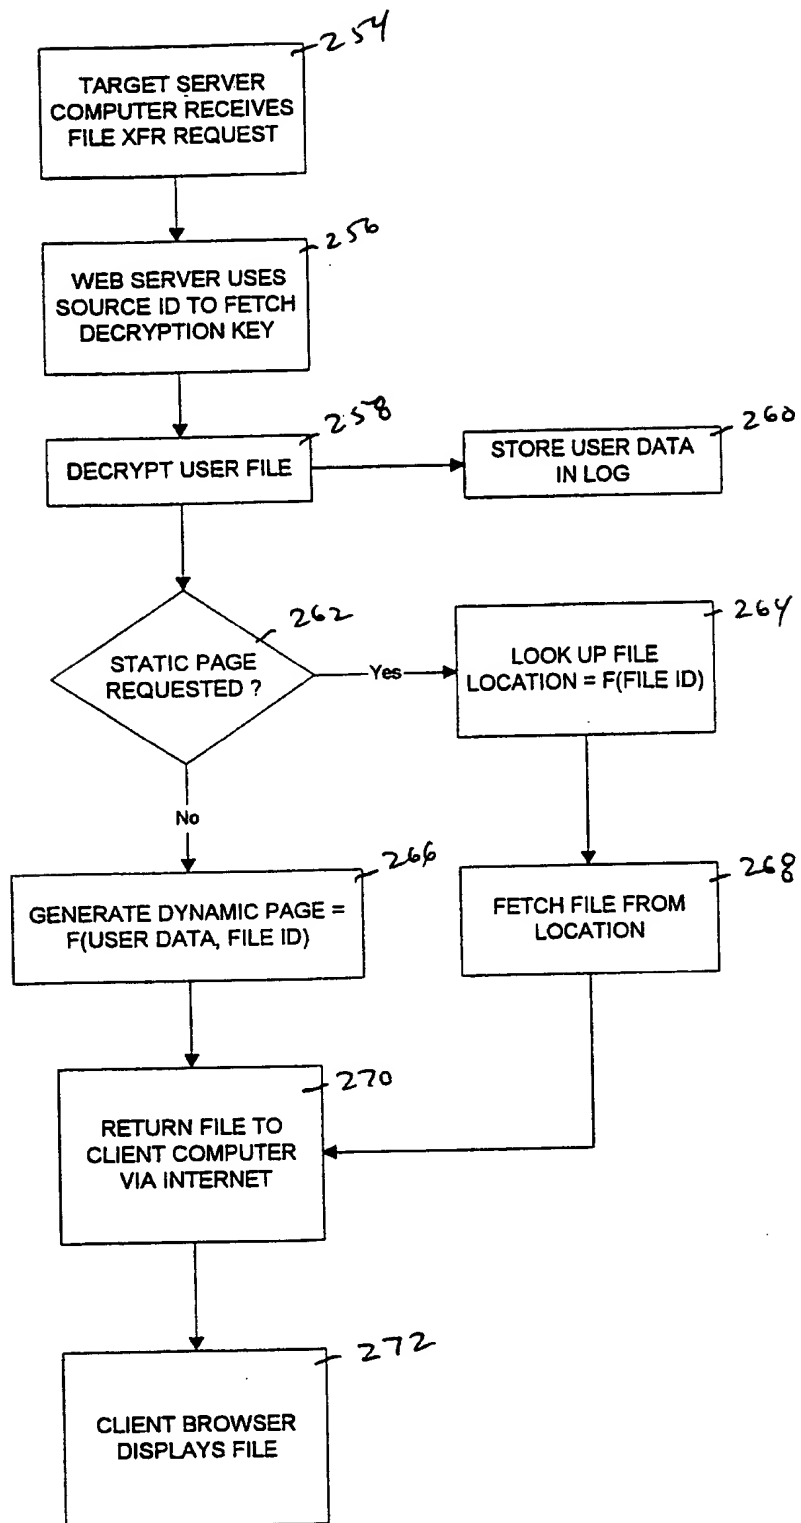 254
TARGET SERVER
COMPUTER RECEIVES
FILE XFR REQUEST
256
WEB SERVER USES
SOURCE ID TO FETCH
DECRYPTION KEY
258
DECRYPT USER FILE
260
STORE USER DATA
IN LOG
262
STATIC PAGE
REQUESTED ?
Yes
264
LOOK UP FILE
LOCATION = F(FILE ID)
No
266
GENERATE DYNAMIC PAGE =
F(USER DATA, FILE ID)
268
FETCH FILE FROM
LOCATION
270
RETURN FILE TO
CLIENT COMPUTER
VIA INTERNET
272
CLIENT BROWSER
DISPLAYS FILE